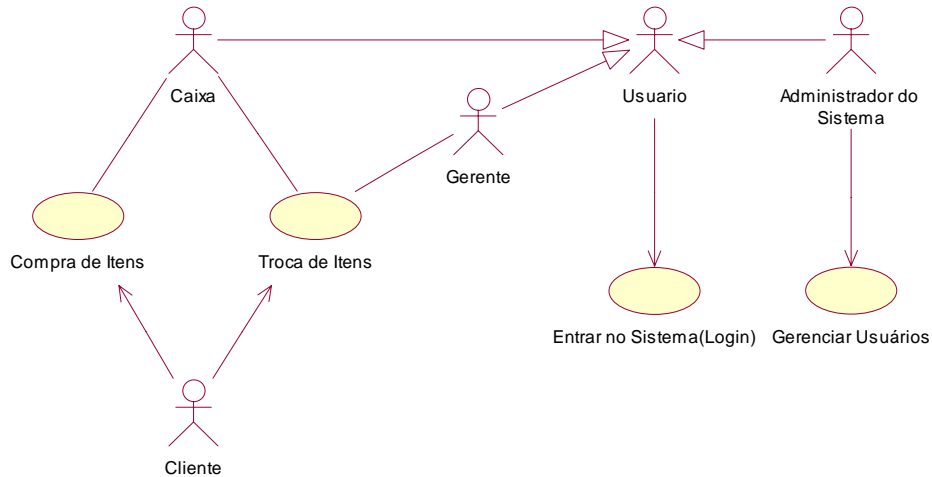 Caixa
Usuario
Administrador do
Sistema
Gerente
Compra de Itens
Troca de Itens
Entrar no Sistema(Login)
Gerenciar Usuários
Cliente